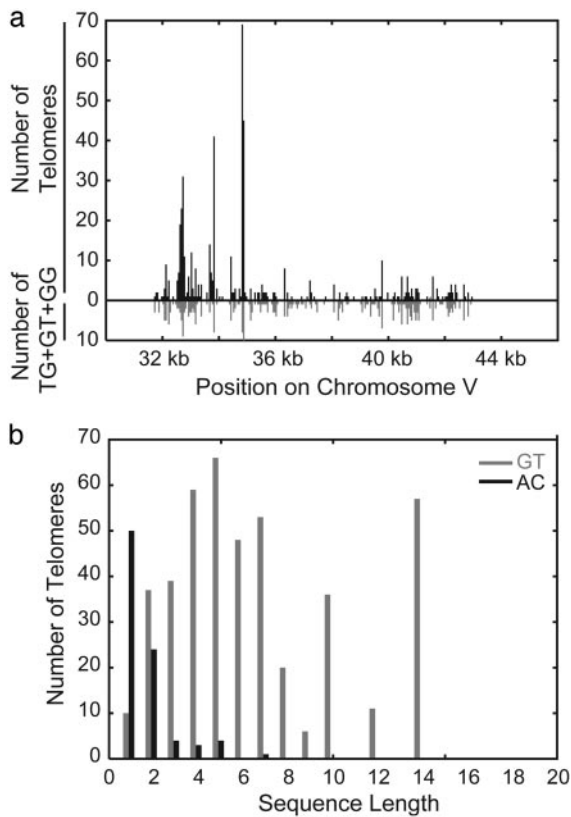 a
Number of
Telomeres
Number of
TG+GT+GG
70
60
50
40
30
20
10
0
10
32 kb 36 kb 40 kb 44 kb
Position on Chromosome V
b
Number of Telomeres
70
60
50
40
30
20
10
0
GT
AC
0 2 4 6 8 10 12 14 16 18 20
Sequence Length